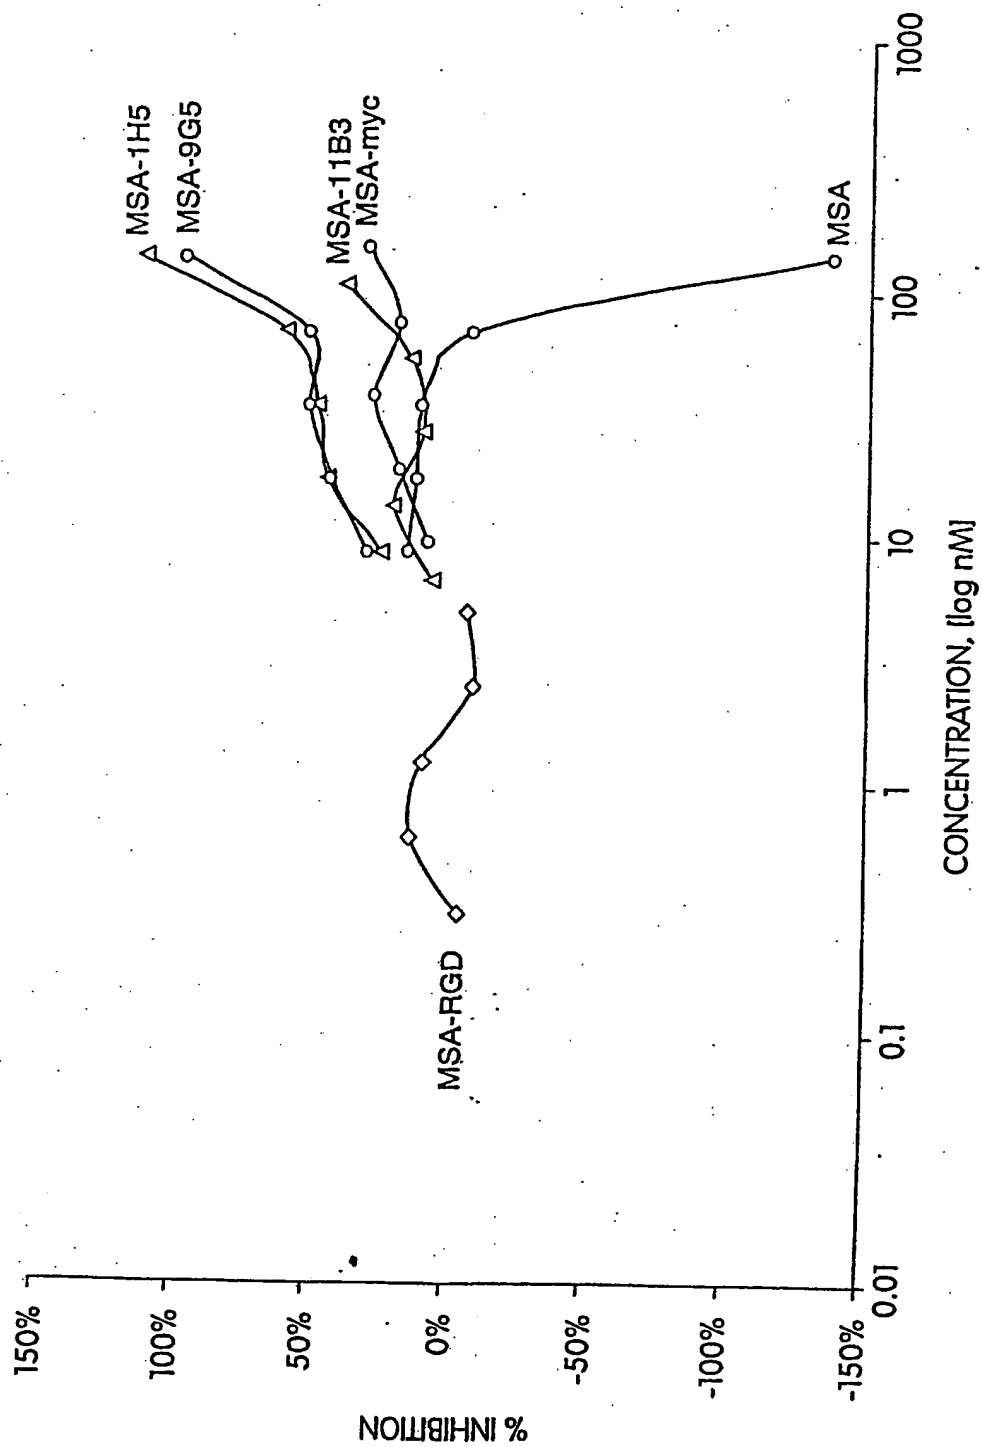 % INHIBITION
150%
100%
50%
0%
-50%
-100%
-150%
MSA-1H5
MSA-9G5
MSA-11B3
MSA-myc
MSA-RGD
MSA
0.01
0.1
1
10
100
1000
CONCENTRATION, [log nM]